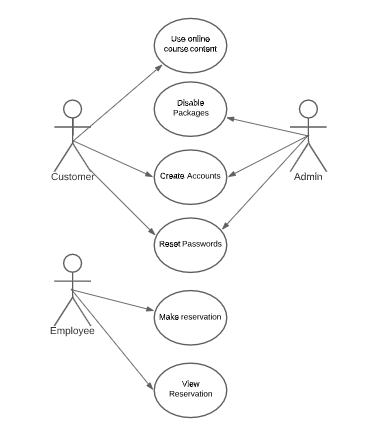 Use online
course content
Disable
Packages
Customer
Create Accounts
Admin
Reset Passwords
Employee
Make reservation
View
Reservation